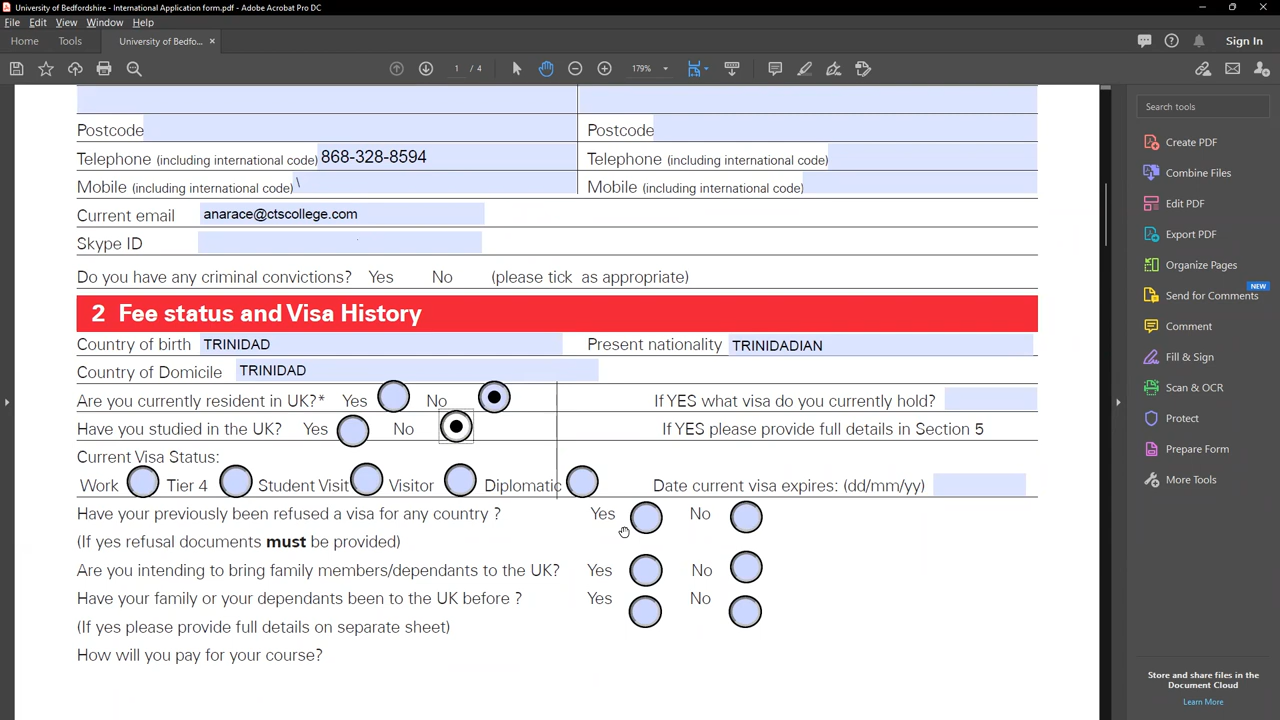 University of Bedfordshire - International Application form.pdf - Adobe Acrobat Pro DC
File Edit View Window Help
Home Tools University of Bedfo... × Sign In
1 / 4 179%
Search tools
Postcode Postcode
Telephone (including international code) 868-328-8594 Telephone (including international code)
Mobile (including international code) \ Mobile (including international code)
Current email anarace@ctscollege.com
Skype ID
Do you have any criminal convictions? Yes No (please tick as appropriate)
2 Fee status and Visa History
Country of birth TRINIDAD Present nationality TRINIDADIAN
Country of Domicile TRINIDAD
Are you currently resident in UK?* Yes No If YES what visa do you currently hold?
Have you studied in the UK? Yes No If YES please provide full details in Section 5
Current Visa Status:
Work Tier 4 Student Visit Visitor Diplomatic Date current visa expires: (dd/mm/yy)
Have your previously been refused a visa for any country ? Yes No
(If yes refusal documents must be provided)
Are you intending to bring family members/dependants to the UK? Yes No
Have your family or your dependants been to the UK before ? Yes No
(If yes please provide full details on separate sheet)
How will you pay for your course?
Create PDF
Combine Files
Edit PDF
Export PDF
Organize Pages
NEW
Send for Comments
Comment
Fill & Sign
Scan & OCR
Protect
Prepare Form
More Tools
Store and share files in the
Document Cloud
Learn More